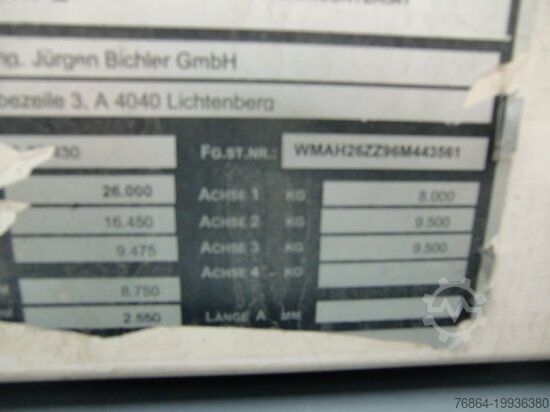 Jürgen Bichler GmbH
bezeile 3, A 4040 Lichtenberg
430 FG.ST.NR.: WMAH26ZZ96M443561
26.000 ACHSE 1 KG 8.000
16.450 ACHSE 2 KG 9.500
9.475 ACHSE 3 KG 9.500
ACHSE 4 KG
8.750
2.550 LÄNGE A MM
76864-19936380